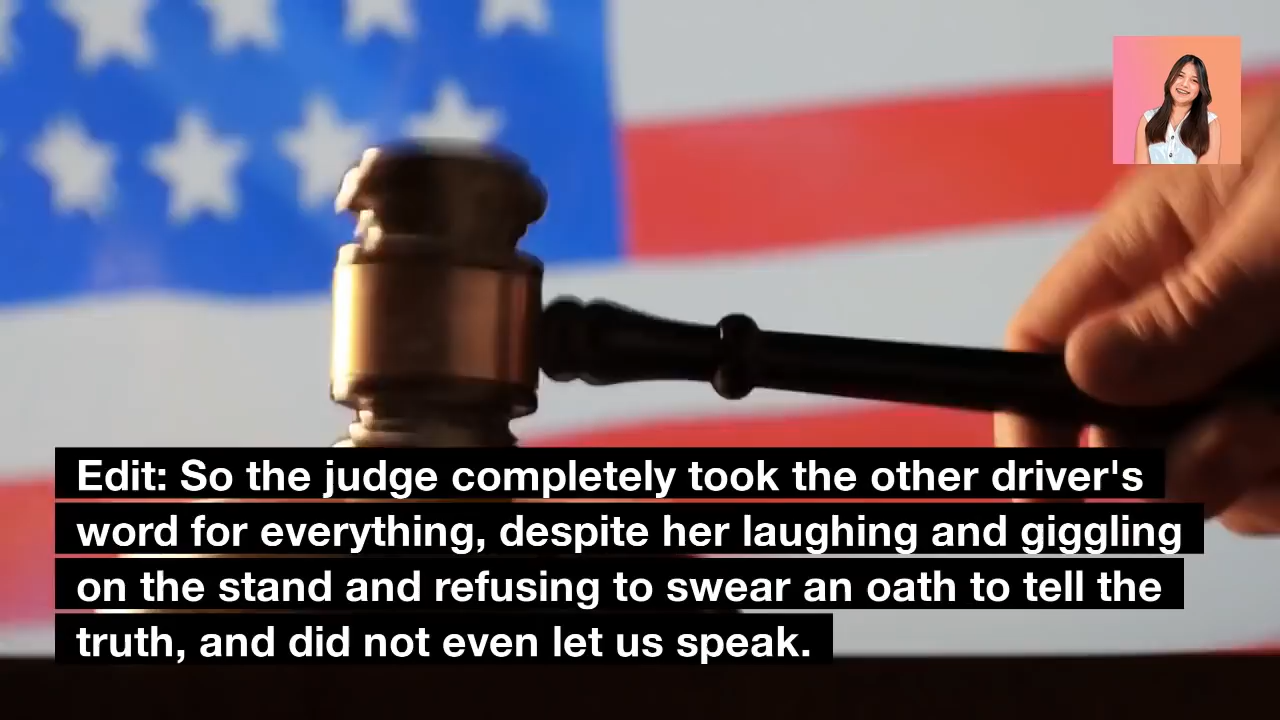 Edit: So the judge completely took the other driver's
word for everything, despite her laughing and giggling
on the stand and refusing to swear an oath to tell the
truth, and did not even let us speak.